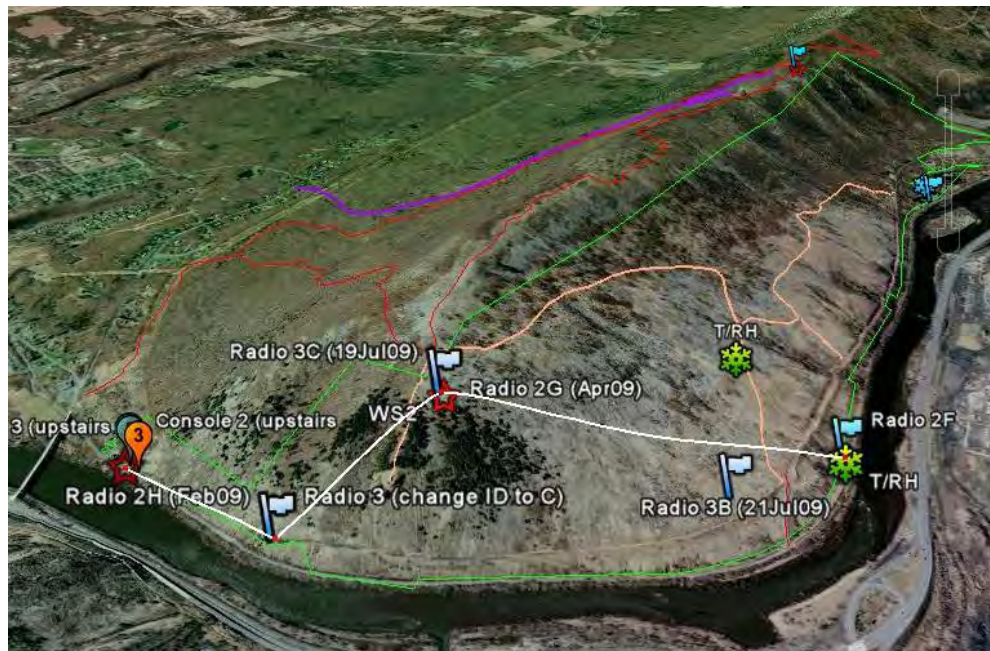 T/RH
Radio 3C (19Jul09)
Radio 2G (Apr09)
WS2
3 (upstairs
3
Console 2 (upstairs
Radio 2F
T/RH
Radio 2H (Feb09)
Radio 3 (change ID to C)
Radio 3B (21Jul09)